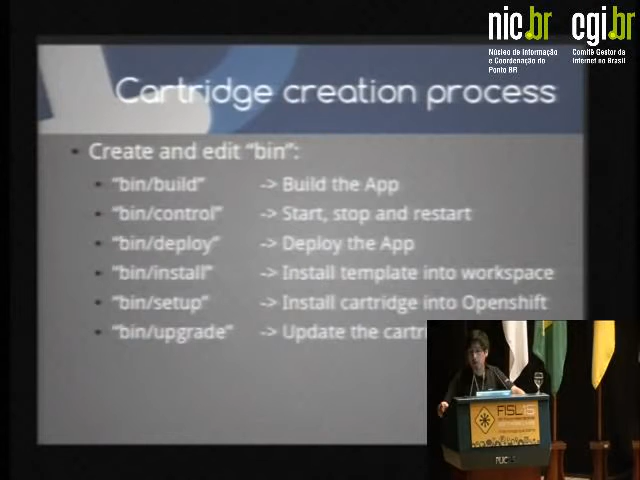 nic.br cgi.br
Núcleo de Informação
e Coordenação do
Ponto BR
Comitê Gestor da
Internet no Brasil
Cartridge creation process
• Create and edit "bin":
• "bin/build" -> Build the App
• "bin/control" -> Start, stop and restart
• "bin/deploy" -> Deploy the App
• "bin/install" -> Install template into workspace
• "bin/setup" -> Install cartridge into Openshift
• "bin/upgrade" -> Update the cartri
FISL15